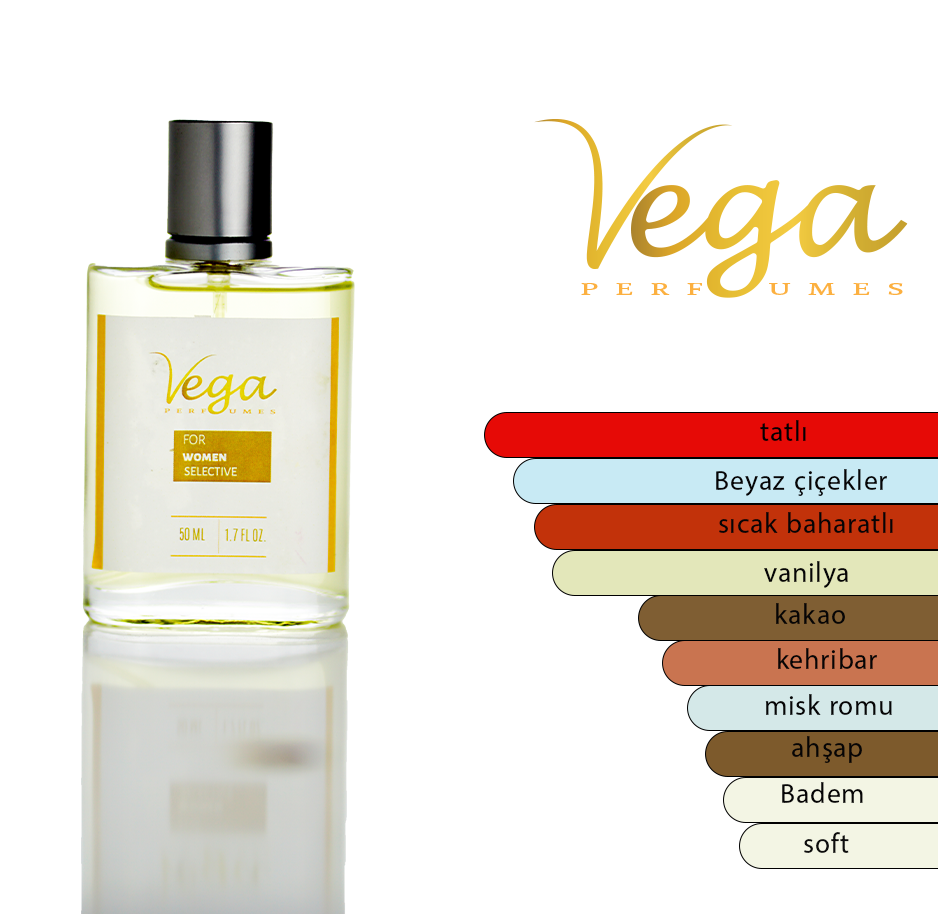 Vega
PERFUMES
Vega
PERFUMES
FOR
WOMEN
SELECTIVE
50 ML 1.7 FL OZ.
tatlı
Beyaz çiçekler
sıcak baharatlı
vanilya
kakao
kehribar
misk romu
ahşap
Badem
soft